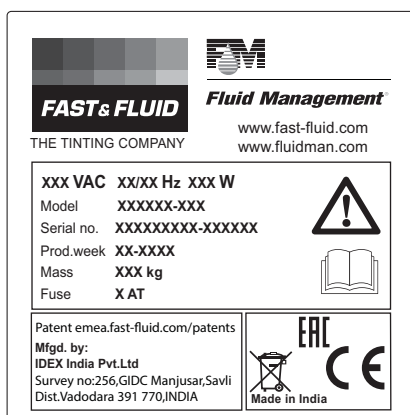 FM
FAST & FLUID
THE TINTING COMPANY
Fluid Management®
www.fast-fluid.com
www.fluidman.com
XXX VAC XX/XX Hz XXX W
Model XXXXXX-XXX
Serial no. XXXXXXXXX-XXXXXX
Prod.week XX-XXXX
Mass XXX kg
Fuse X AT
Patent emea.fast-fluid.com/patents
Mfgd. by:
IDEX India Pvt.Ltd
Survey no:256,GIDC Manjusar,Savli
Dist.Vadodara 391 770,INDIA
EAC
CE
Made in India